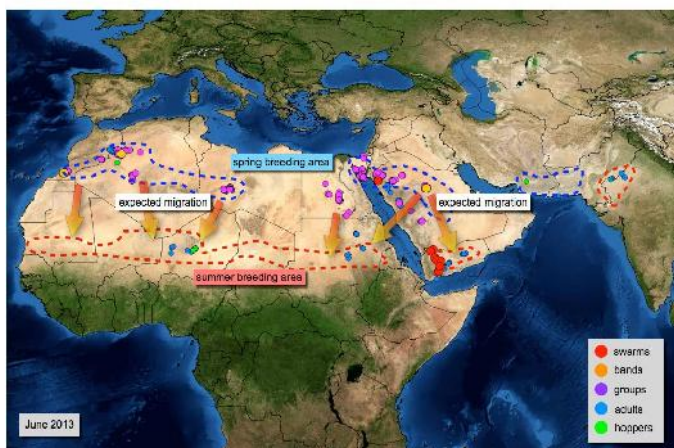 spring breeding area
expected migration
expected migration
summer breeding area
swarms
bands
groups
adults
hoppers
June 2013